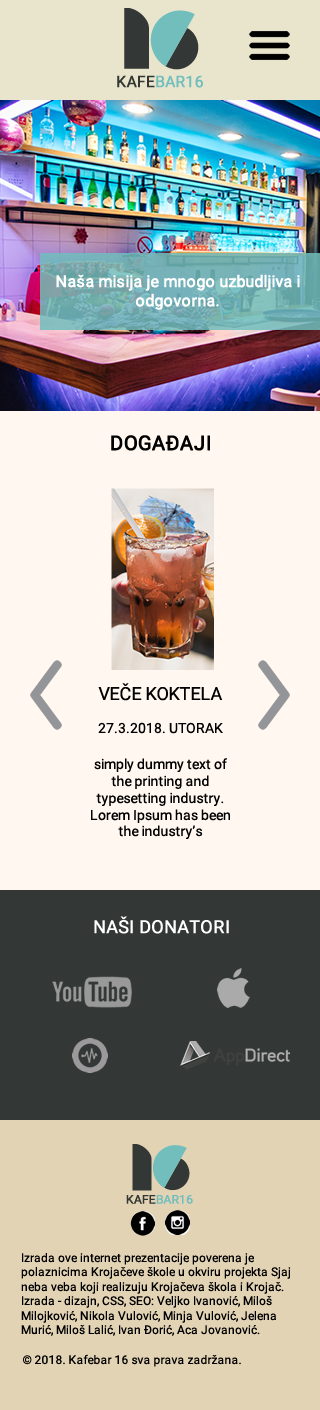 16
KAFEBAR16
Naša misija je mnogo uzbudljiva i
odgovorna.
DOGAĐAJI
VEČE KOKTELA
27.3.2018. UTORAK
simply dummy text of
the printing and
typesetting industry.
Lorem Ipsum has been
the industry's
NAŠI DONATORI
YouTube
AppDirect
16
KAFEBAR16
Izrada ove internet prezentacije poverena je
polaznicima Krojačeve škole u okviru projekta Sjaj
neba veba koji realizuju Krojačeva škola i Krojač.
Izrada - dizajn, CSS, SEO: Veljko Ivanović, Miloš
Milojković, Nikola Vulović, Minja Vulović, Jelena
Murić, Miloš Lalić, Ivan Đorić, Aca Jovanović.
© 2018. Kafebar 16 sva prava zadržana.